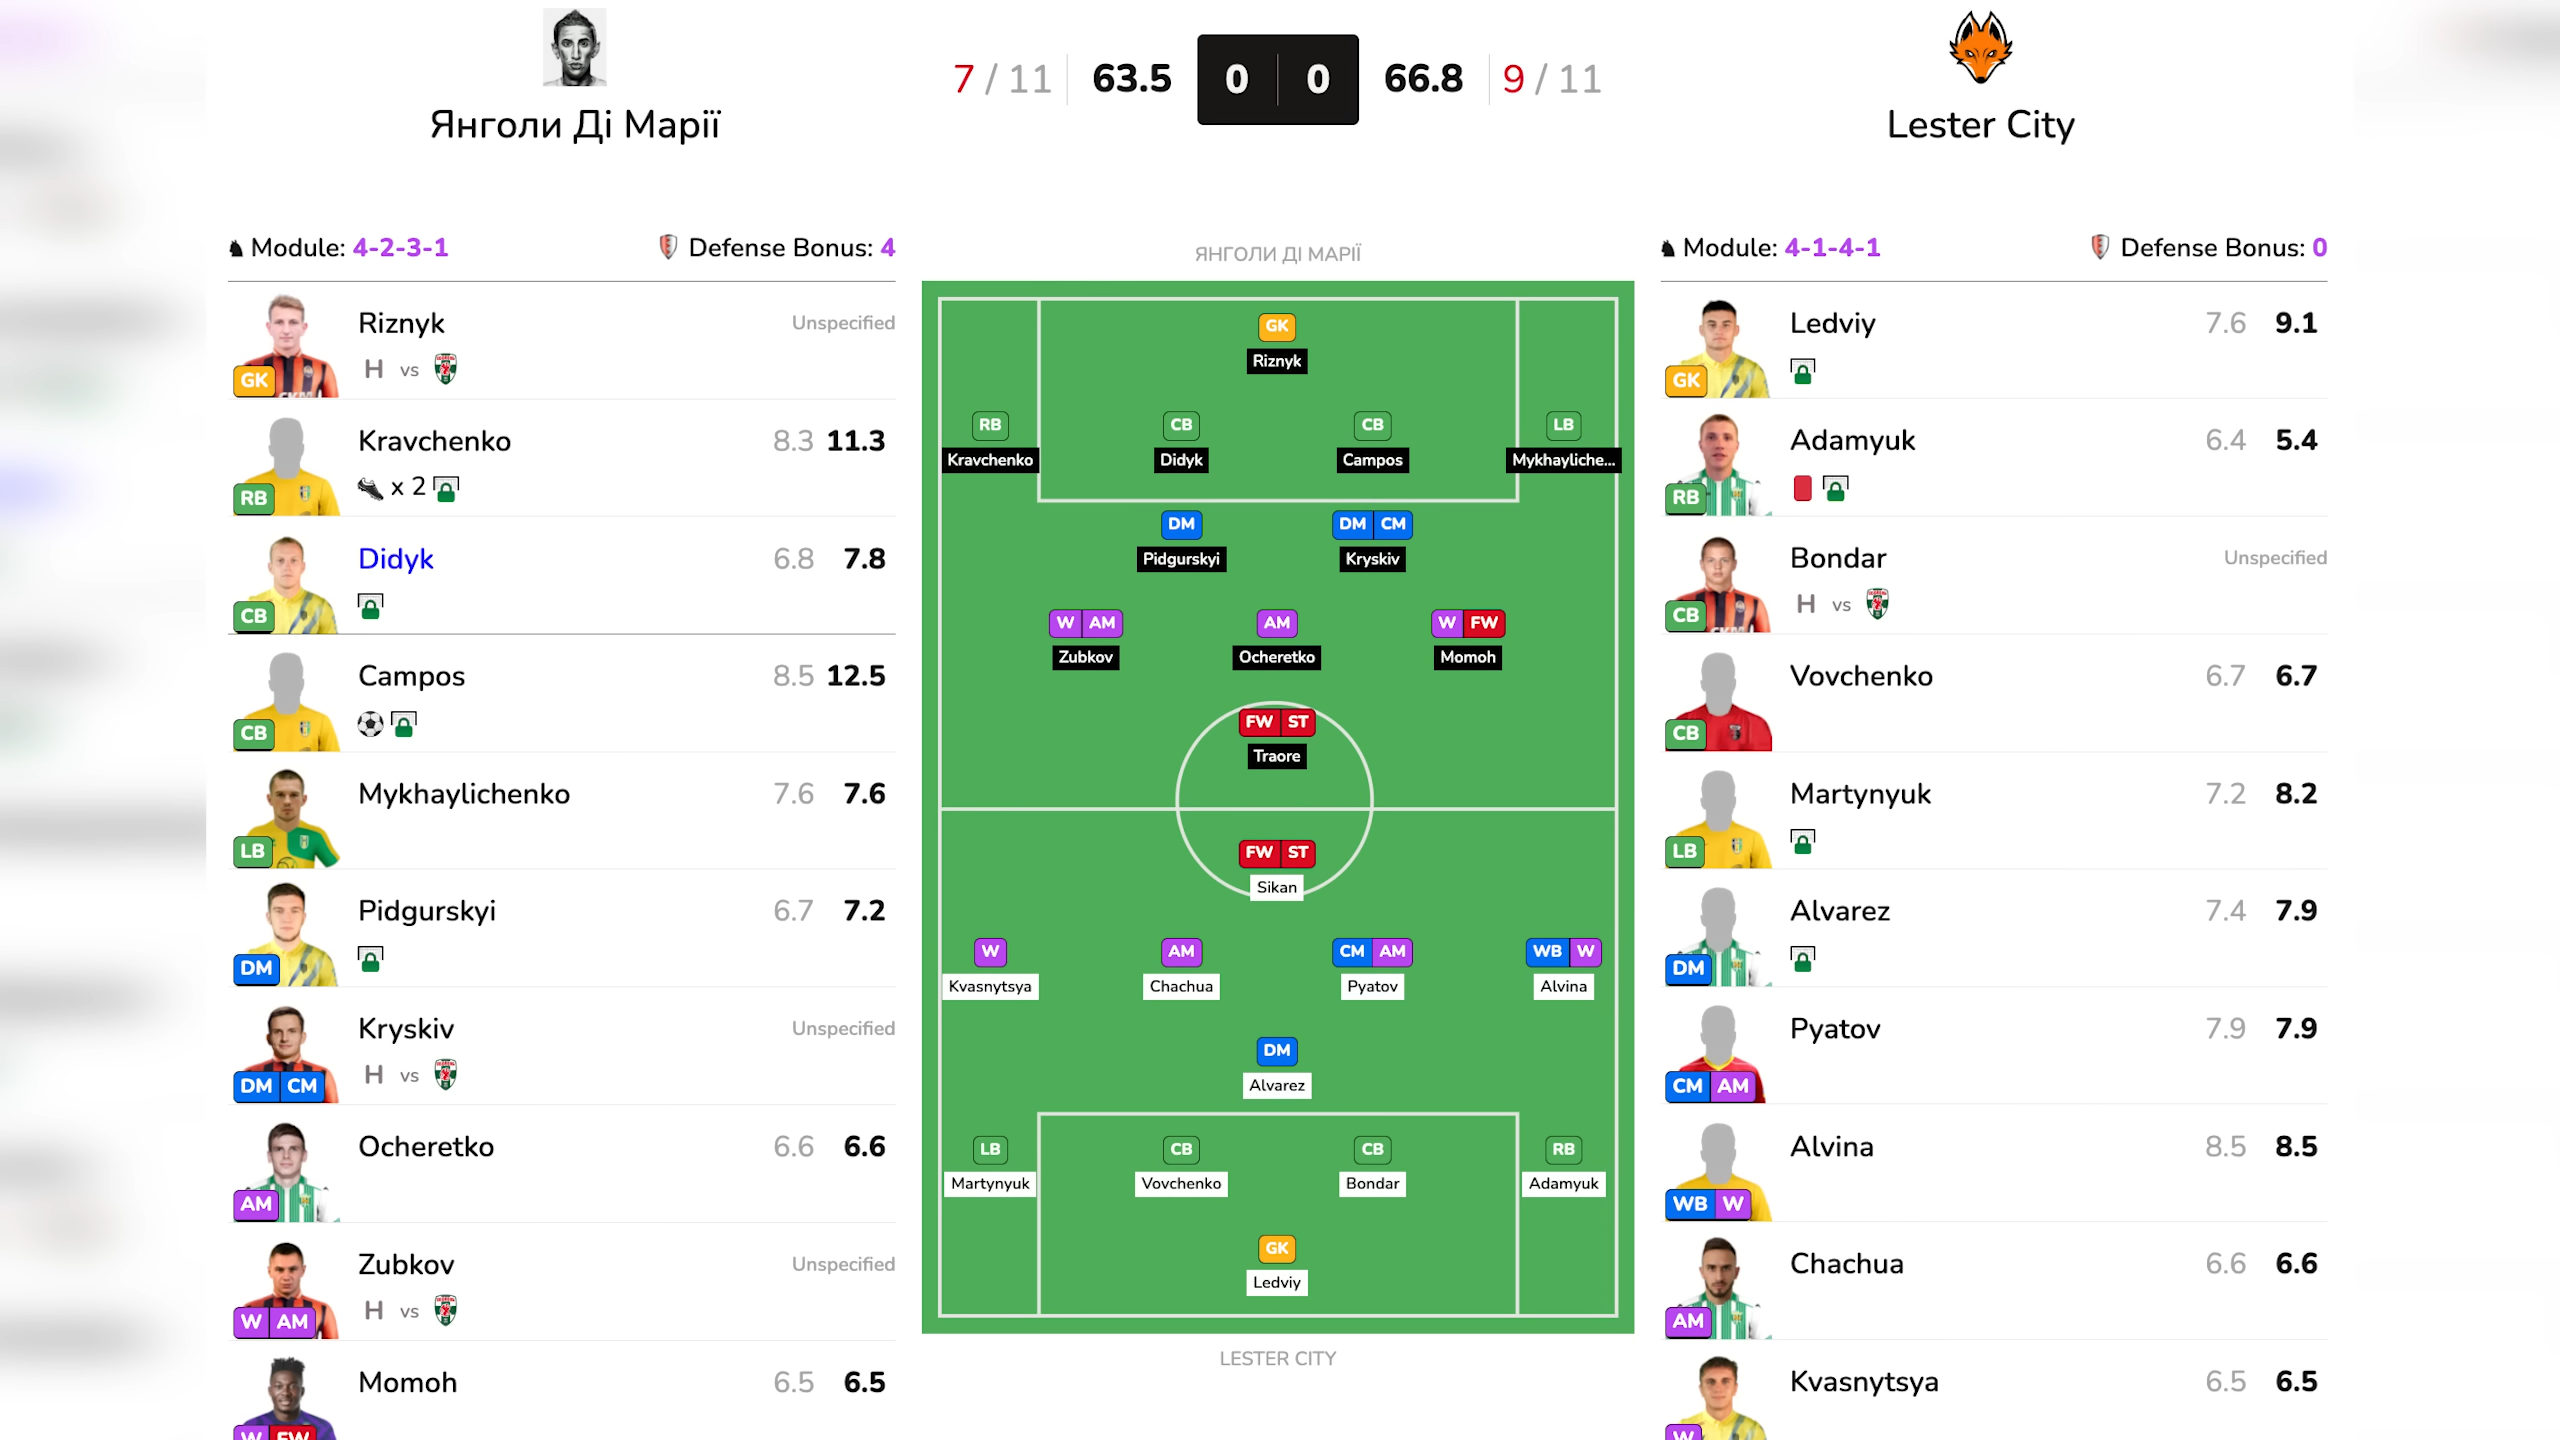 7 / 11 63.5 0 0 66.8 9 / 11
Янголи Ді Марії
Lester City
Module: 4-2-3-1 Defense Bonus: 4
Riznyk Unspecified
GK H vs
Kravchenko 8.3 11.3
RB x 2
Didyk 6.8 7.8
CB
Campos 8.5 12.5
CB
Mykhaylichenko 7.6 7.6
LB
Pidgurskyi 6.7 7.2
DM
Kryskiv Unspecified
DM CM H vs
Ocheretko 6.6 6.6
AM
Zubkov Unspecified
W AM H vs
Momoh 6.5 6.5
W FW
ЯНГОЛИ ДІ МАРІЇ
GK
Riznyk
RB CB CB LB
Kravchenko Didyk Campos Mykhayliche...
DM DM CM
Pidgurskyi Kryskiv
W AM AM W FW
Zubkov Ocheretko Momoh
FW ST
Traore
FW ST
Sikan
W AM CM AM WB W
Kvasnytsya Chachua Pyatov Alvina
DM
Alvarez
LB CB CB RB
Martynyuk Vovchenko Bondar Adamyuk
GK
Ledviy
LESTER CITY
Module: 4-1-4-1 Defense Bonus: 0
Ledviy 7.6 9.1
GK
Adamyuk 6.4 5.4
RB
Bondar Unspecified
CB H vs
Vovchenko 6.7 6.7
CB
Martynyuk 7.2 8.2
LB
Alvarez 7.4 7.9
DM
Pyatov 7.9 7.9
CM AM
Alvina 8.5 8.5
WB W
Chachua 6.6 6.6
AM
Kvasnytsya 6.5 6.5
W